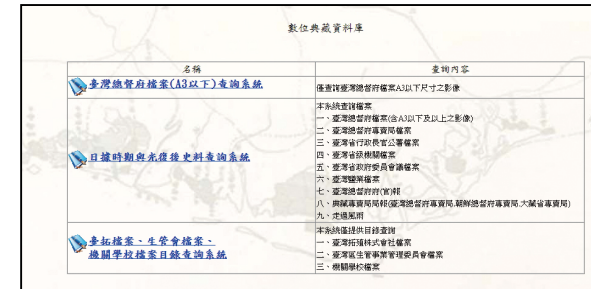 數位典藏資料庫
名稱
查詢內容
臺灣總督府檔案(A3以下)查詢系統
僅查詢臺灣總督府檔案A3以下尺寸之影像
日據時期與光復後史料查詢系統
本系統查詢檔案
一、臺灣總督府檔案(含A3以下及以上之影像)
二、臺灣總督府專賣局檔案
三、臺灣省行政長官公署檔案
四、臺灣省級機關檔案
五、臺灣省政府委員會議檔案
六、臺灣鹽業檔案
七、臺灣總督府府(官)報
八、典藏專賣局局報(臺灣總督府專賣局.朝鮮總督府專賣局.大藏省專賣局)
九、走過風雨
臺拓檔案、生管會檔案、
機關學校檔案目錄查詢系統
本系統僅提供目錄查詢
一、臺灣拓殖株式會社檔案
二、臺灣區生管事業管理委員會檔案
三、機關學校檔案